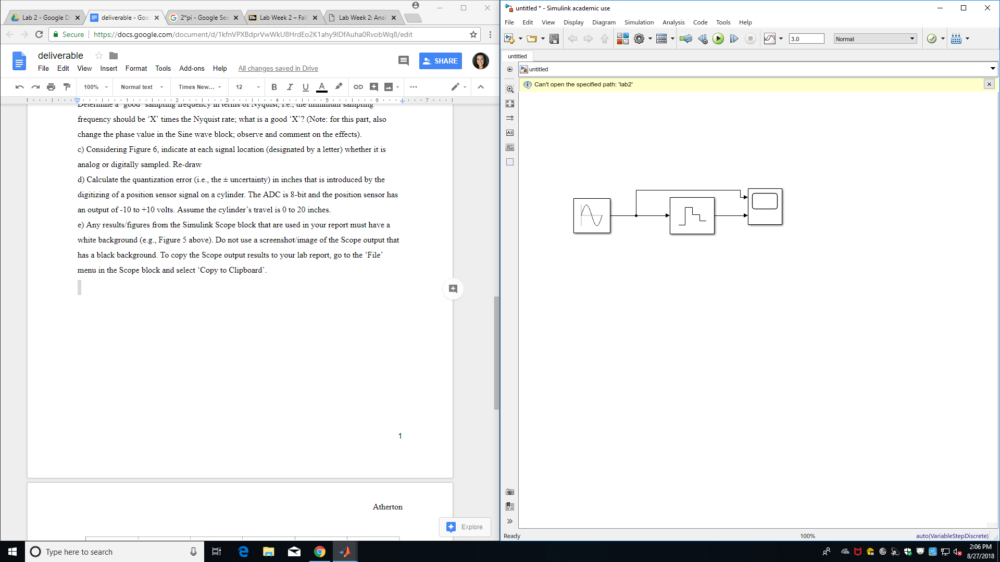 Lab 2 - Google D
deliverable - Goo
2*pi - Google Sea
Bb Lab Week 2 – Fall
Lab Week 2: Anal
Secure https://docs.google.com/document/d/1kfnVPXBdprVwWkU8HrdEo2K1ahy9IDfAuha0RvobWq8/edit
deliverable
SHARE
File Edit View Insert Format Tools Add-ons Help All changes saved in Drive
100% Normal text Times New... 12 B I U A
1 1 2 3 4 5 6 7
Determine a "good" sampling frequency in terms of Nyquist, i.e., the minimum sampling
frequency should be ‘X’ times the Nyquist rate; what is a good ‘X’? (Note: for this part, also
change the phase value in the Sine wave block; observe and comment on the effects).
c) Considering Figure 6, indicate at each signal location (designated by a letter) whether it is
analog or digitally sampled. Re-draw
d) Calculate the quantization error (i.e., the ± uncertainty) in inches that is introduced by the
digitizing of a position sensor signal on a cylinder. The ADC is 8-bit and the position sensor has
an output of -10 to +10 volts. Assume the cylinder’s travel is 0 to 20 inches.
e) Any results/figures from the Simulink Scope block that are used in your report must have a
white background (e.g., Figure 5 above). Do not use a screenshot/image of the Scope output that
has a black background. To copy the Scope output results to your lab report, go to the ‘File’
menu in the Scope block and select ‘Copy to Clipboard’.
1
Atherton
Explore
untitled * - Simulink academic use
File Edit View Display Diagram Simulation Analysis Code Tools Help
3.0 Normal
untitled
untitled
Can't open the specified path: 'lab2'
Ready 100% auto(VariableStepDiscrete)
Type here to search
2:06 PM
8/27/2018